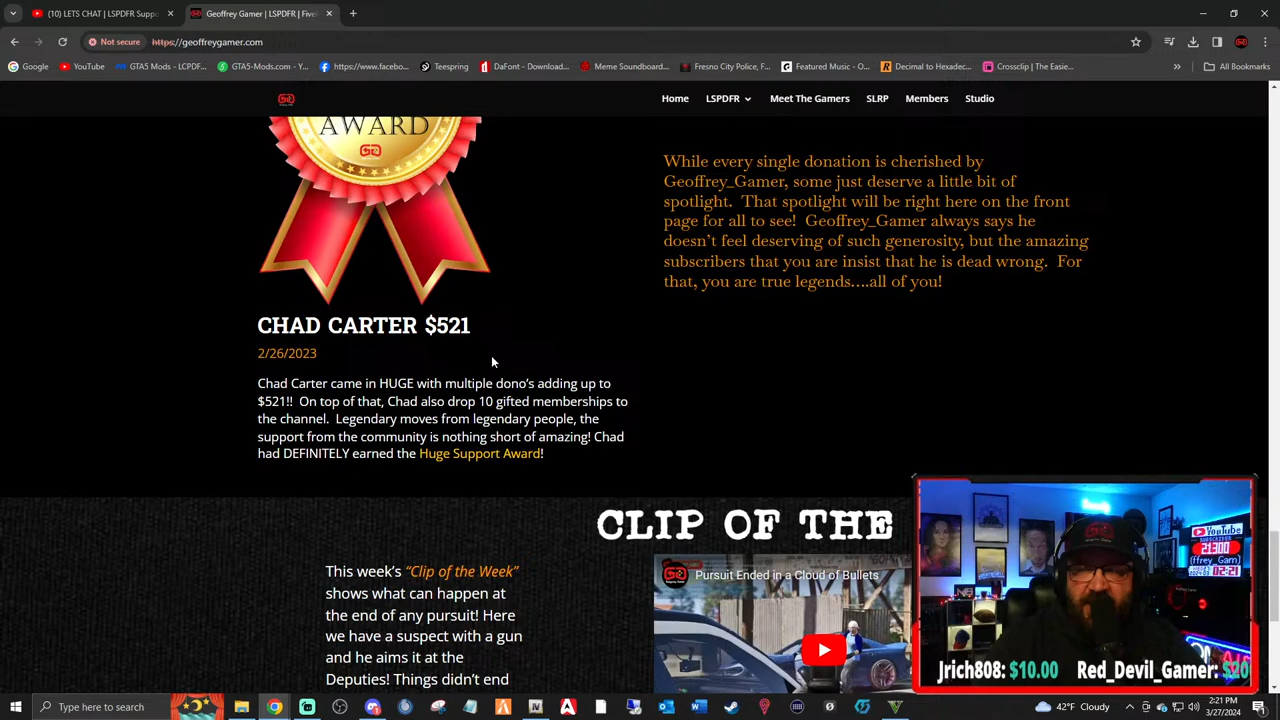 (10) LETS CHAT | LSPDFR Suppo
Geoffrey Gamer | LSPDFR | Five
Not secure
https://geoffreygamer.com
Google
YouTube
GTA5-Mods - LCPDF...
GTA5-Mods.com - Y...
https://www.facebo...
Teespring
DaFont - Download...
Meme Soundboard...
Fresno City Police, F...
Featured Music - O...
Decimal to Hexadec...
Crossclip | The Easie...
»
All Bookmarks
Home
LSPDFR
Meet The Gamers
SLRP
Members
Studio
AWARD
While every single donation is cherished by
Geoffrey_Gamer, some just deserve a little bit of
spotlight. That spotlight will be right here on the front
page for all to see! Geoffrey_Gamer always says he
doesn't feel deserving of such generosity, but the amazing
subscribers that you are insist that he is dead wrong. For
that, you are true legends....all of you!
CHAD CARTER $521
2/26/2023
Chad Carter came in HUGE with multiple dono's adding up to
$521!! On top of that, Chad also drop 10 gifted memberships to
the channel. Legendary moves from legendary people, the
support from the community is nothing short of amazing! Chad
had DEFINITELY earned the Huge Support Award!
CLIP OF THE
This week's "Clip of the Week"
shows what can happen at
the end of any pursuit! Here
we have a suspect with a gun
and he aims it at the
Deputies! Things didn't end
Pursuit Ended in a Cloud of Bullets
YouTube
21,300
02:21
Jrich808: $10.00
Red_Devil_Gamer: $20
Type here to search
42°F Cloudy
2:21 PM
3/27/2024